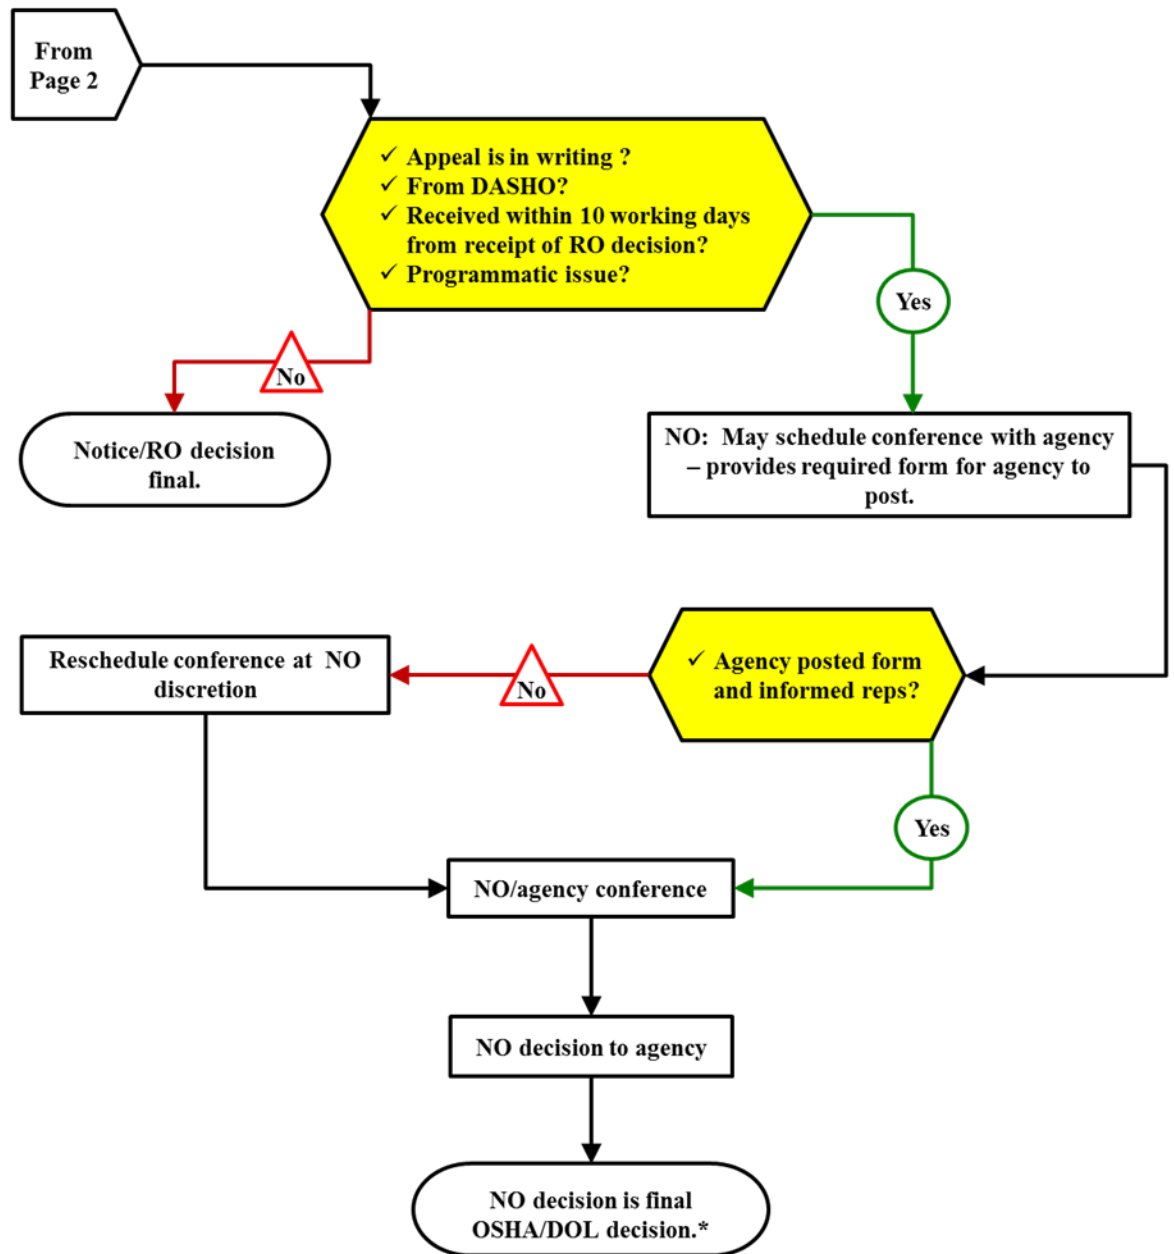 From
Page 2
✓ Appeal is in writing ?
✓ From DASHO?
✓ Received within 10 working days
from receipt of RO decision?
✓ Programmatic issue?
Yes
No
Notice/RO decision
final.
NO: May schedule conference with agency
– provides required form for agency to
post.
Reschedule conference at NO
discretion
No
✓ Agency posted form
and informed reps?
Yes
NO/agency conference
NO decision to agency
NO decision is final
OSHA/DOL decision.*